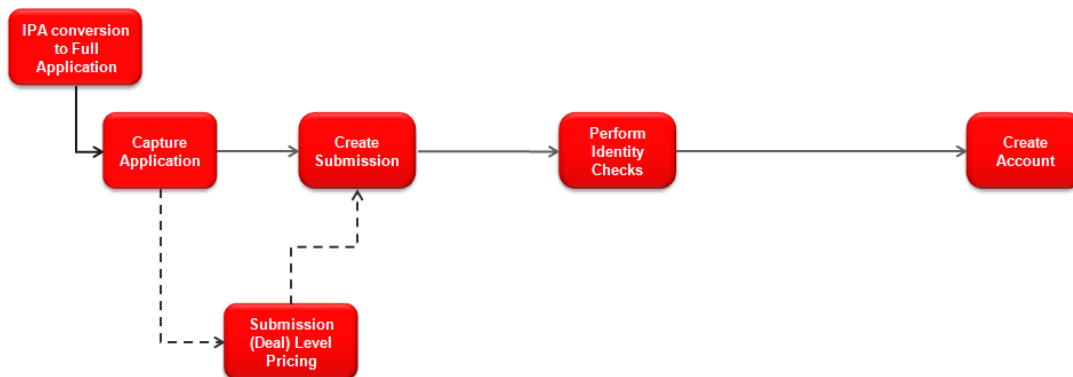 IPA conversion
to Full
Application
Capture
Application
Create
Submission
Perform
Identity
Checks
Create
Account
Submission
(Deal) Level
Pricing